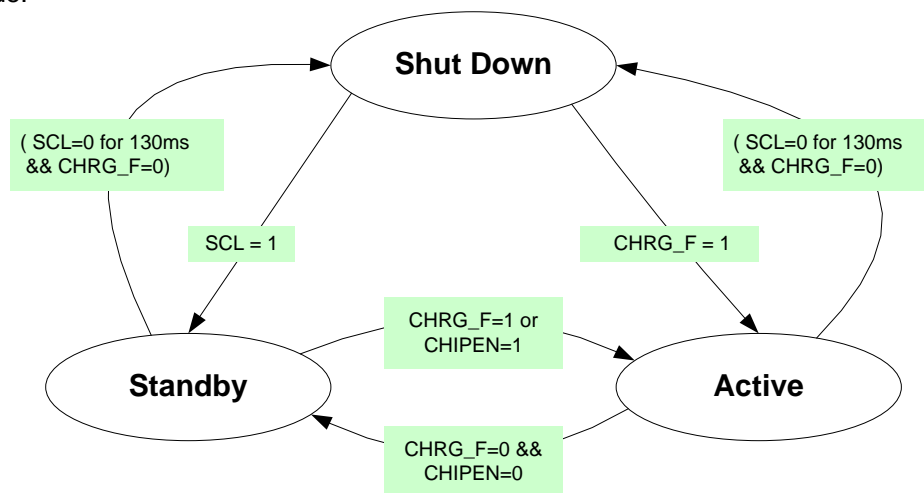 Shut Down
( SCL=0 for 130ms
&& CHRG_F=0)
( SCL=0 for 130ms
&& CHRG_F=0)
SCL = 1
CHRG_F = 1
CHRG_F=1 or
CHIPEN=1
Standby
Active
CHRG_F=0 &&
CHIPEN=0